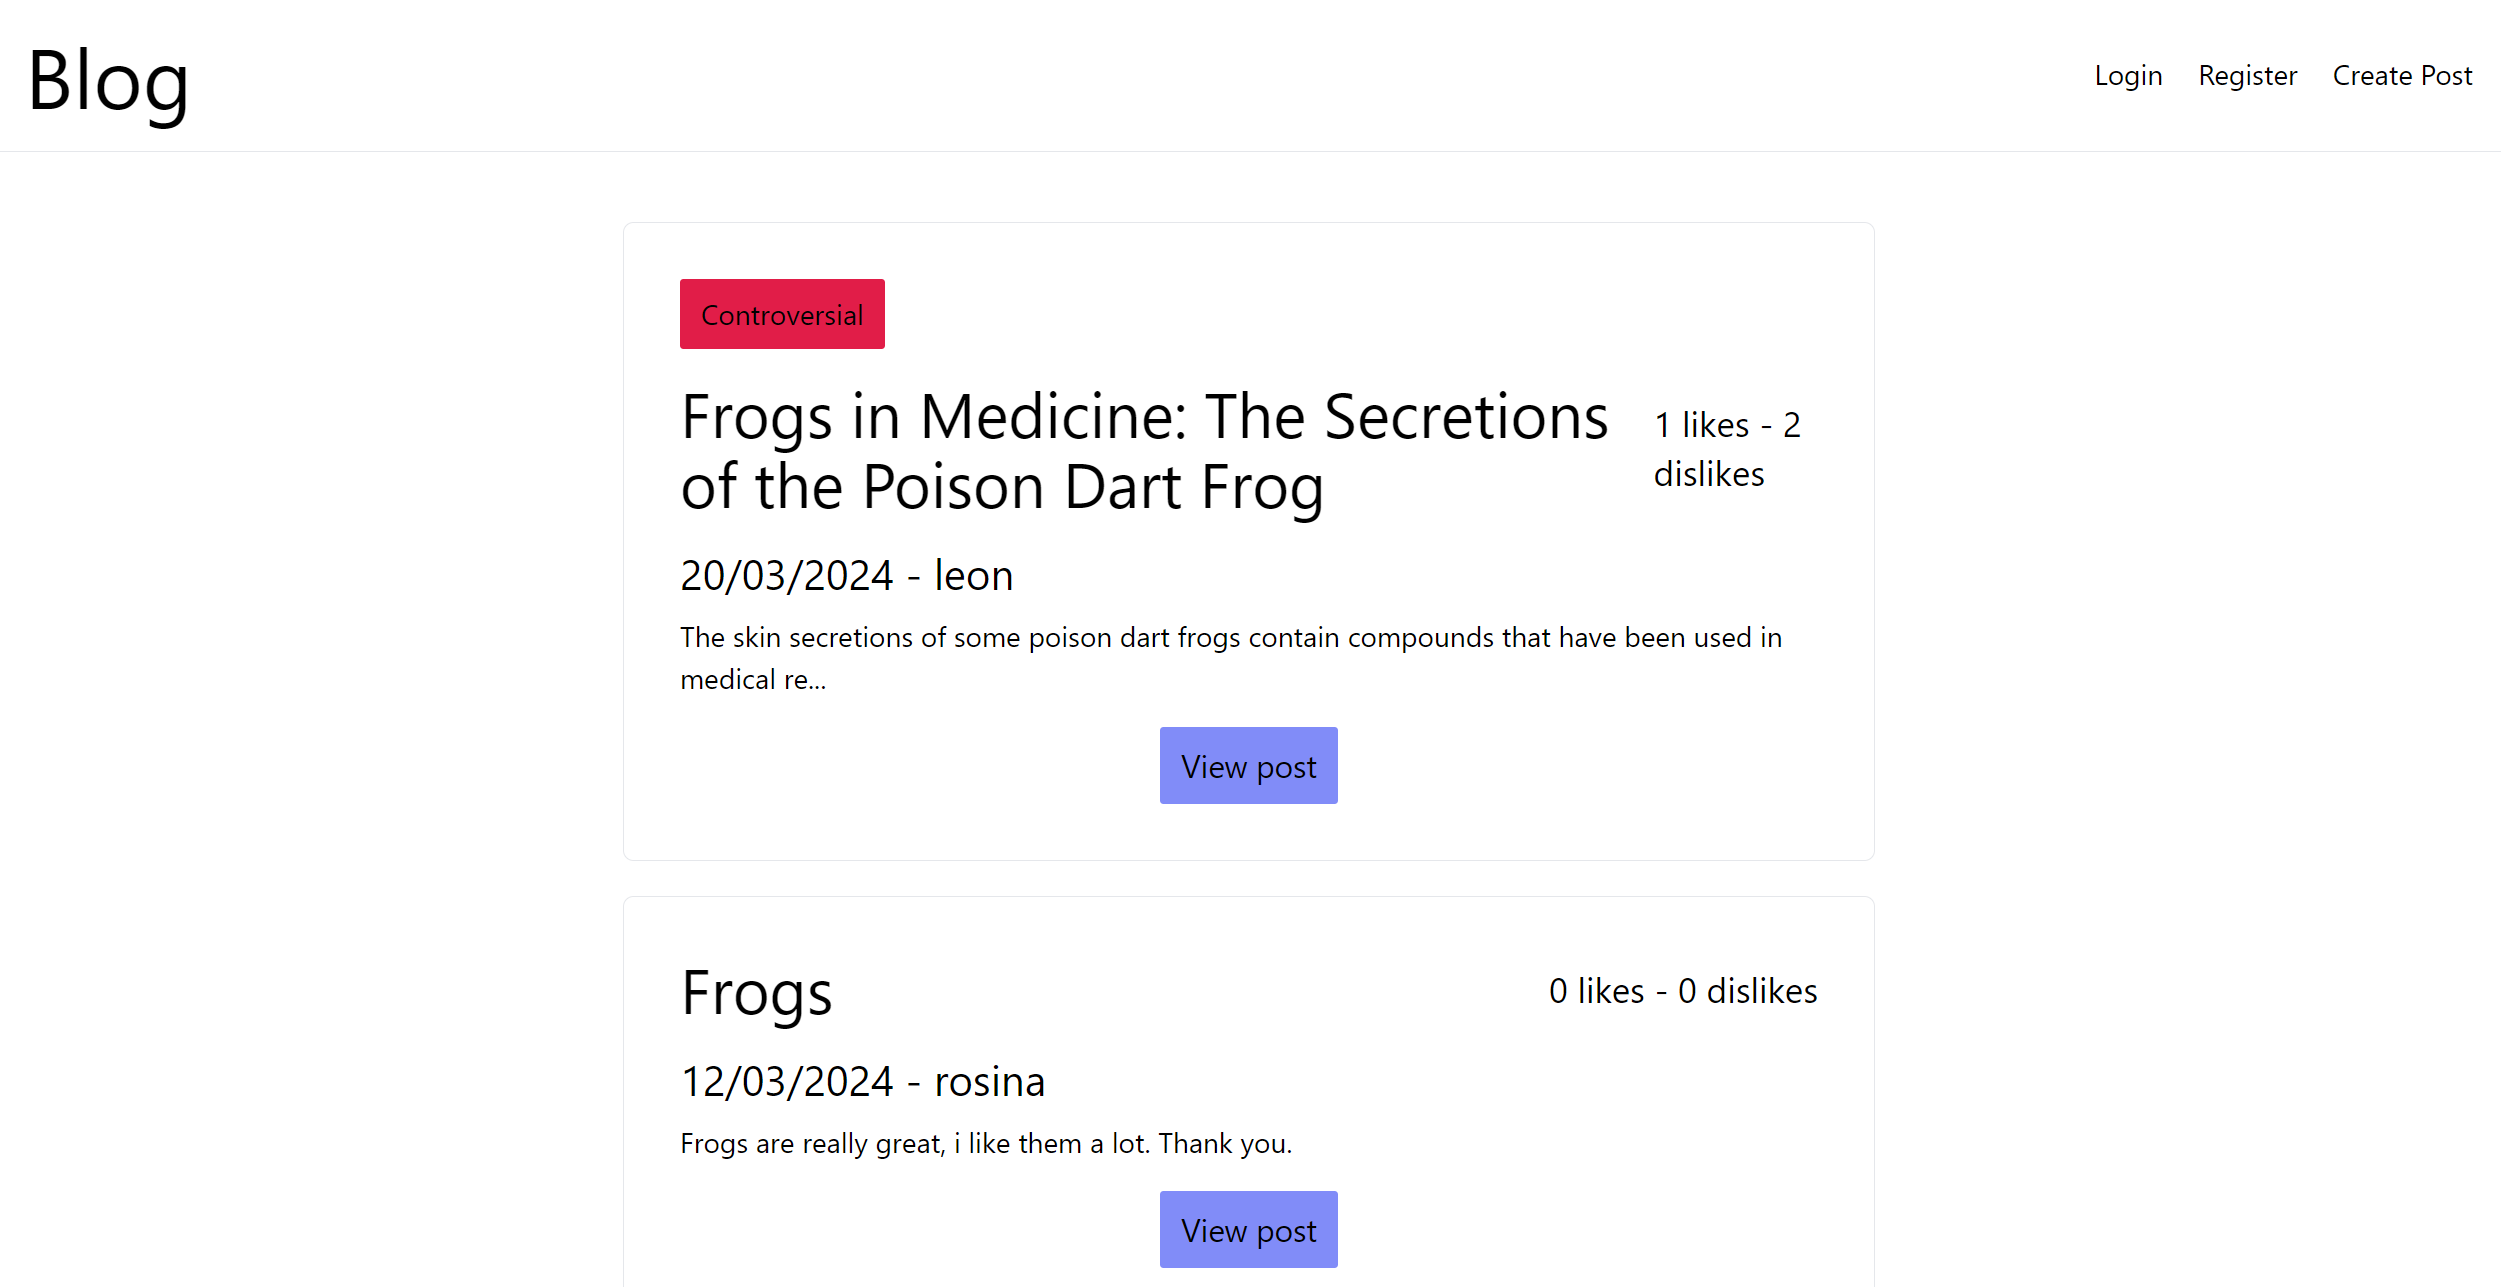 Blog
Login Register Create Post
Controversial
Frogs in Medicine: The Secretions
of the Poison Dart Frog
1 likes - 2
dislikes
20/03/2024 - leon
The skin secretions of some poison dart frogs contain compounds that have been used in
medical re...
View post
Frogs
0 likes - 0 dislikes
12/03/2024 - rosina
Frogs are really great, i like them a lot. Thank you.
View post